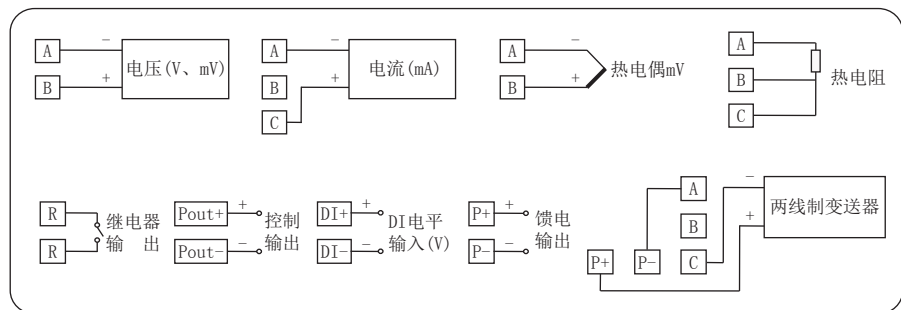 A − 电压(V、mV)
B +
A − 电流(mA)
B +
C
A − 热电偶mV
B +
A
B 热电阻
C
R 继电器
R 输 出
Pout+ + 控制
Pout− − 输出
DI+ + DI电平
DI− − 输入(V)
P+ + 馈电
P− − 输出
A − 两线制变送器
B +
P+ P− C